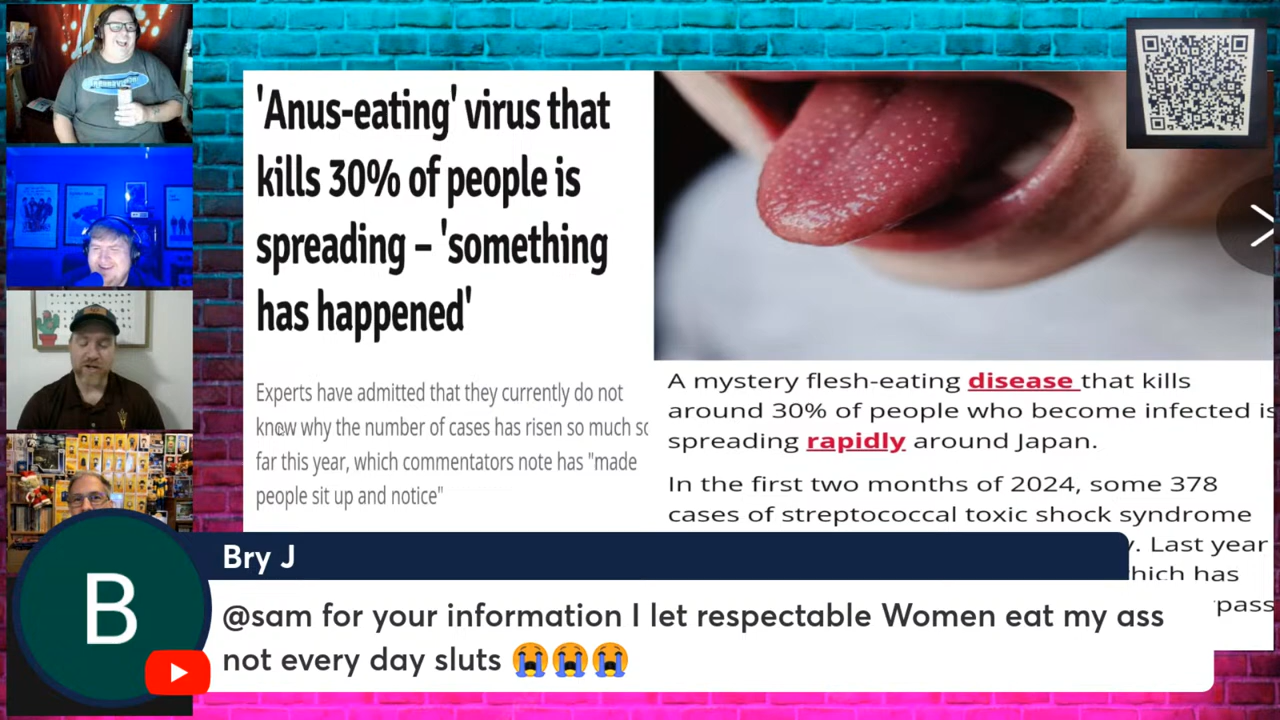 'Anus-eating' virus that
kills 30% of people is
spreading – 'something
has happened'
Experts have admitted that they currently do not
know why the number of cases has risen so much so
far this year, which commentators note has "made
people sit up and notice"
A mystery flesh-eating disease that kills
around 30% of people who become infected is
spreading rapidly around Japan.
In the first two months of 2024, some 378
cases of streptococcal toxic shock syndrome
. Last year
which has
B
Bry J
@sam for your information I let respectable Women eat my ass
not every day sluts 😭😭😭